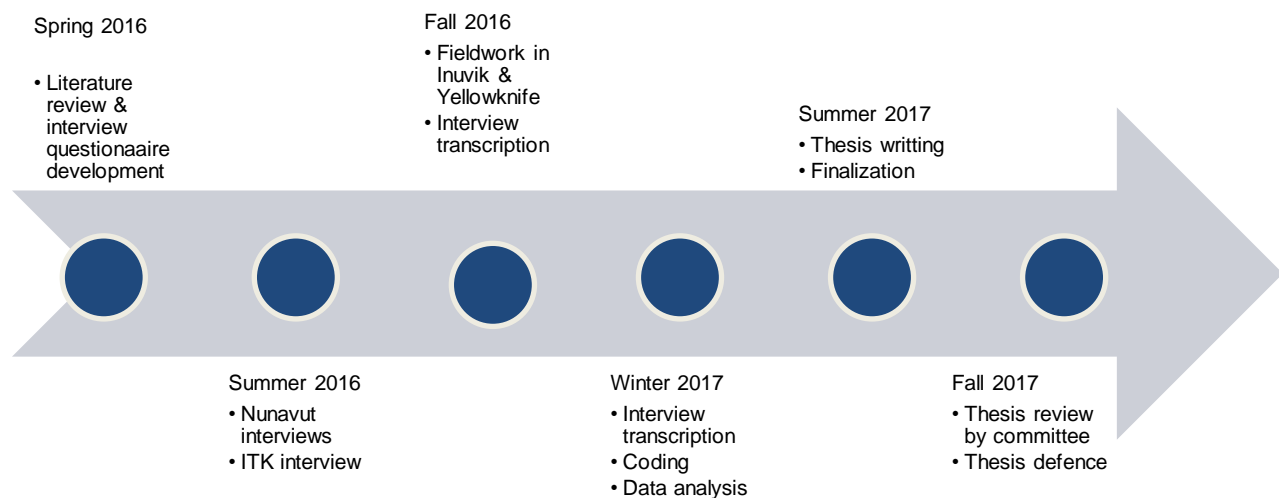 Spring 2016
• Literature
review &
interview
questionaaire
development
Summer 2016
• Nunavut
interviews
• ITK interview
Fall 2016
• Fieldwork in
Inuvik &
Yellowknife
• Interview
transcription
Winter 2017
• Interview
transcription
• Coding
• Data analysis
Summer 2017
• Thesis writting
• Finalization
Fall 2017
• Thesis review
by committee
• Thesis defence